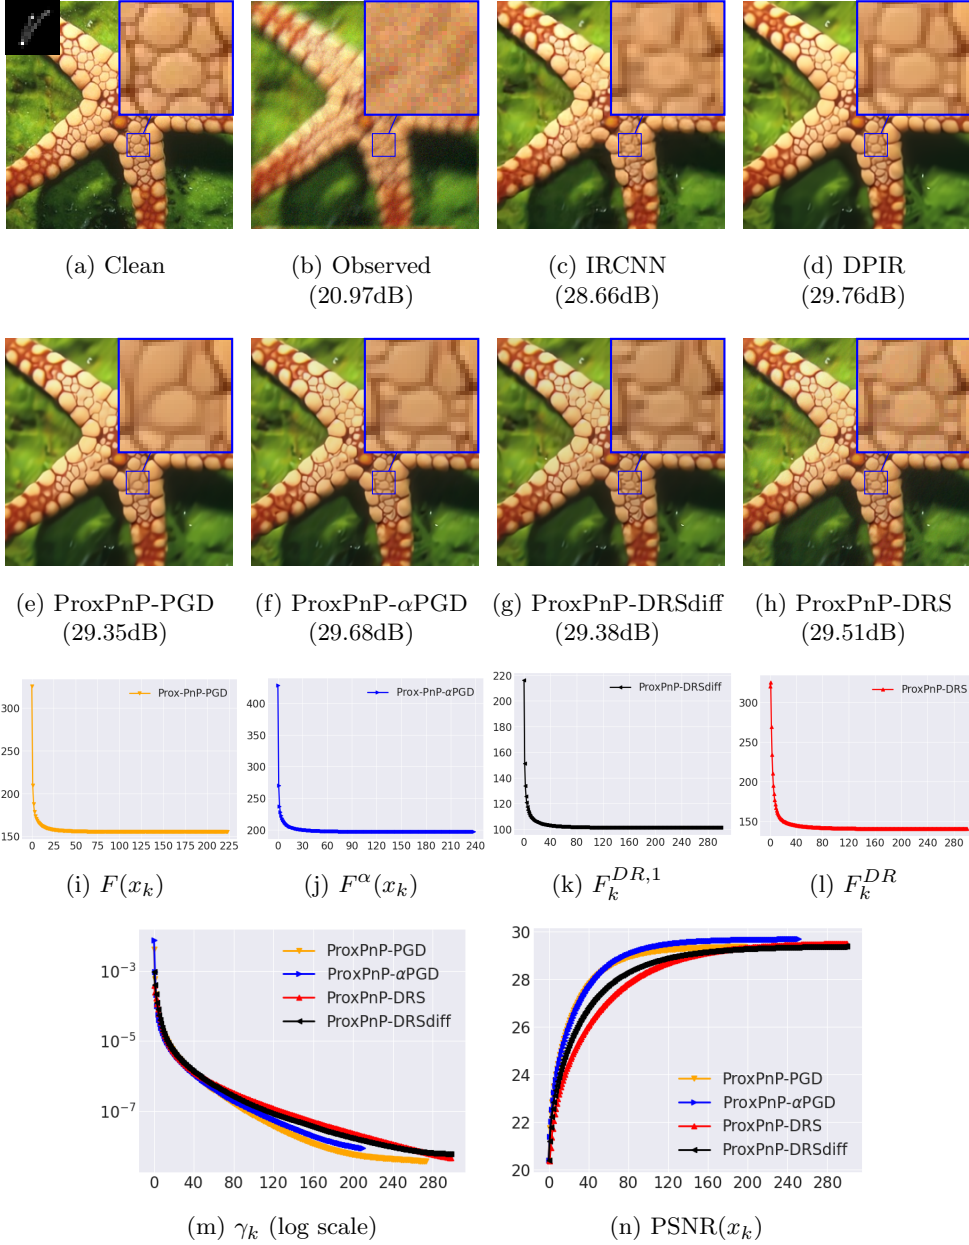 (a) Clean
(b) Observed
(20.97dB)
(c) IRCNN
(28.66dB)
(d) DPIR
(29.76dB)
(e) ProxPnP-PGD
(29.35dB)
(f) ProxPnP-αPGD
(29.68dB)
(g) ProxPnP-DRSdiff
(29.38dB)
(h) ProxPnP-DRS
(29.51dB)
Prox-PnP-PGD
300
250
200
150
0 25 50 75 100 125 150 175 200 225
(i) F(x_k)
Prox-PnP-αPGD
400
350
300
250
200
0 30 60 90 120 150 180 210 240
(j) F^α(x_k)
ProxPnP-DRSdiff
220
200
180
160
140
120
100
0 40 80 120 160 200 240 280
(k) F_k^{DR,1}
ProxPnP-DRS
300
250
200
150
0 40 80 120 160 200 240 280
(l) F_k^{DR}
ProxPnP-PGD
ProxPnP-αPGD
ProxPnP-DRS
ProxPnP-DRSdiff
10^{-3}
10^{-5}
10^{-7}
0 40 80 120 160 200 240 280
(m) γ_k (log scale)
30
28
26
24
22
20
ProxPnP-PGD
ProxPnP-αPGD
ProxPnP-DRS
ProxPnP-DRSdiff
0 40 80 120 160 200 240 280
(n) PSNR(x_k)